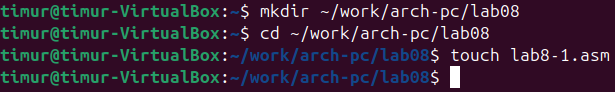 timur@timur-VirtualBox:~$ mkdir ~/work/arch-pc/lab08
timur@timur-VirtualBox:~$ cd ~/work/arch-pc/lab08
timur@timur-VirtualBox:~/work/arch-pc/lab08$ touch lab8-1.asm
timur@timur-VirtualBox:~/work/arch-pc/lab08$